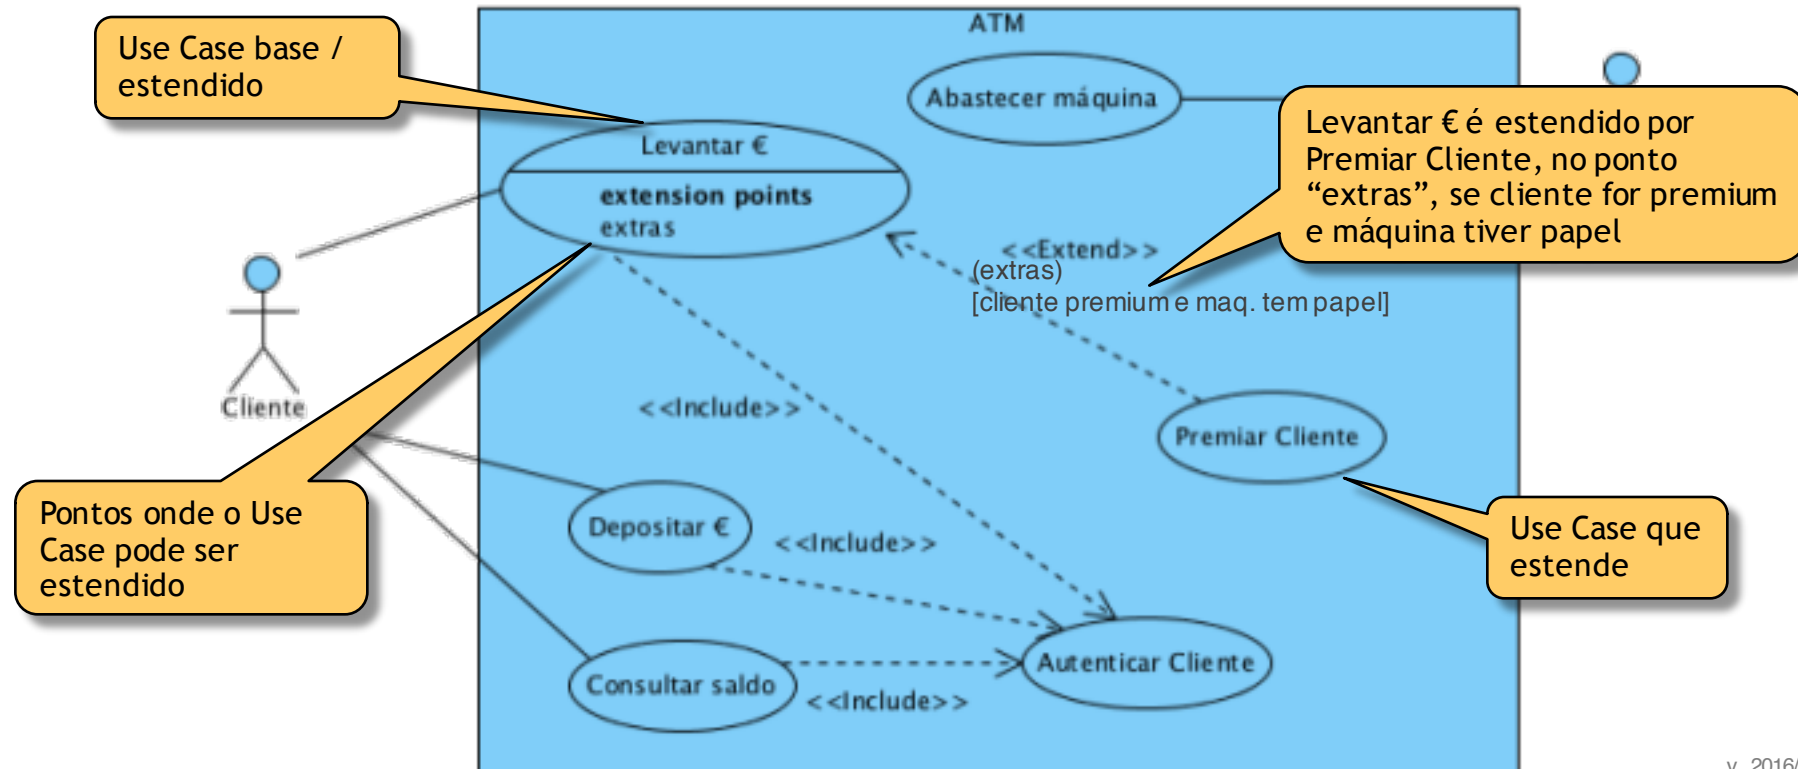 ATM
Use Case base /
estendido
Abastecer máquina
Levantar €
extension points
extras
Levantar € é estendido por
Premiar Cliente, no ponto
“extras”, se cliente for premium
e máquina tiver papel
<<Extend>>
(extras)
[cliente premium e maq. tem papel]
Cliente
<<Include>>
Premiar Cliente
Pontos onde o Use
Case pode ser
estendido
Depositar €
<<Include>>
Use Case que
estende
Autenticar Cliente
Consultar saldo
<<Include>>
v. 2016/